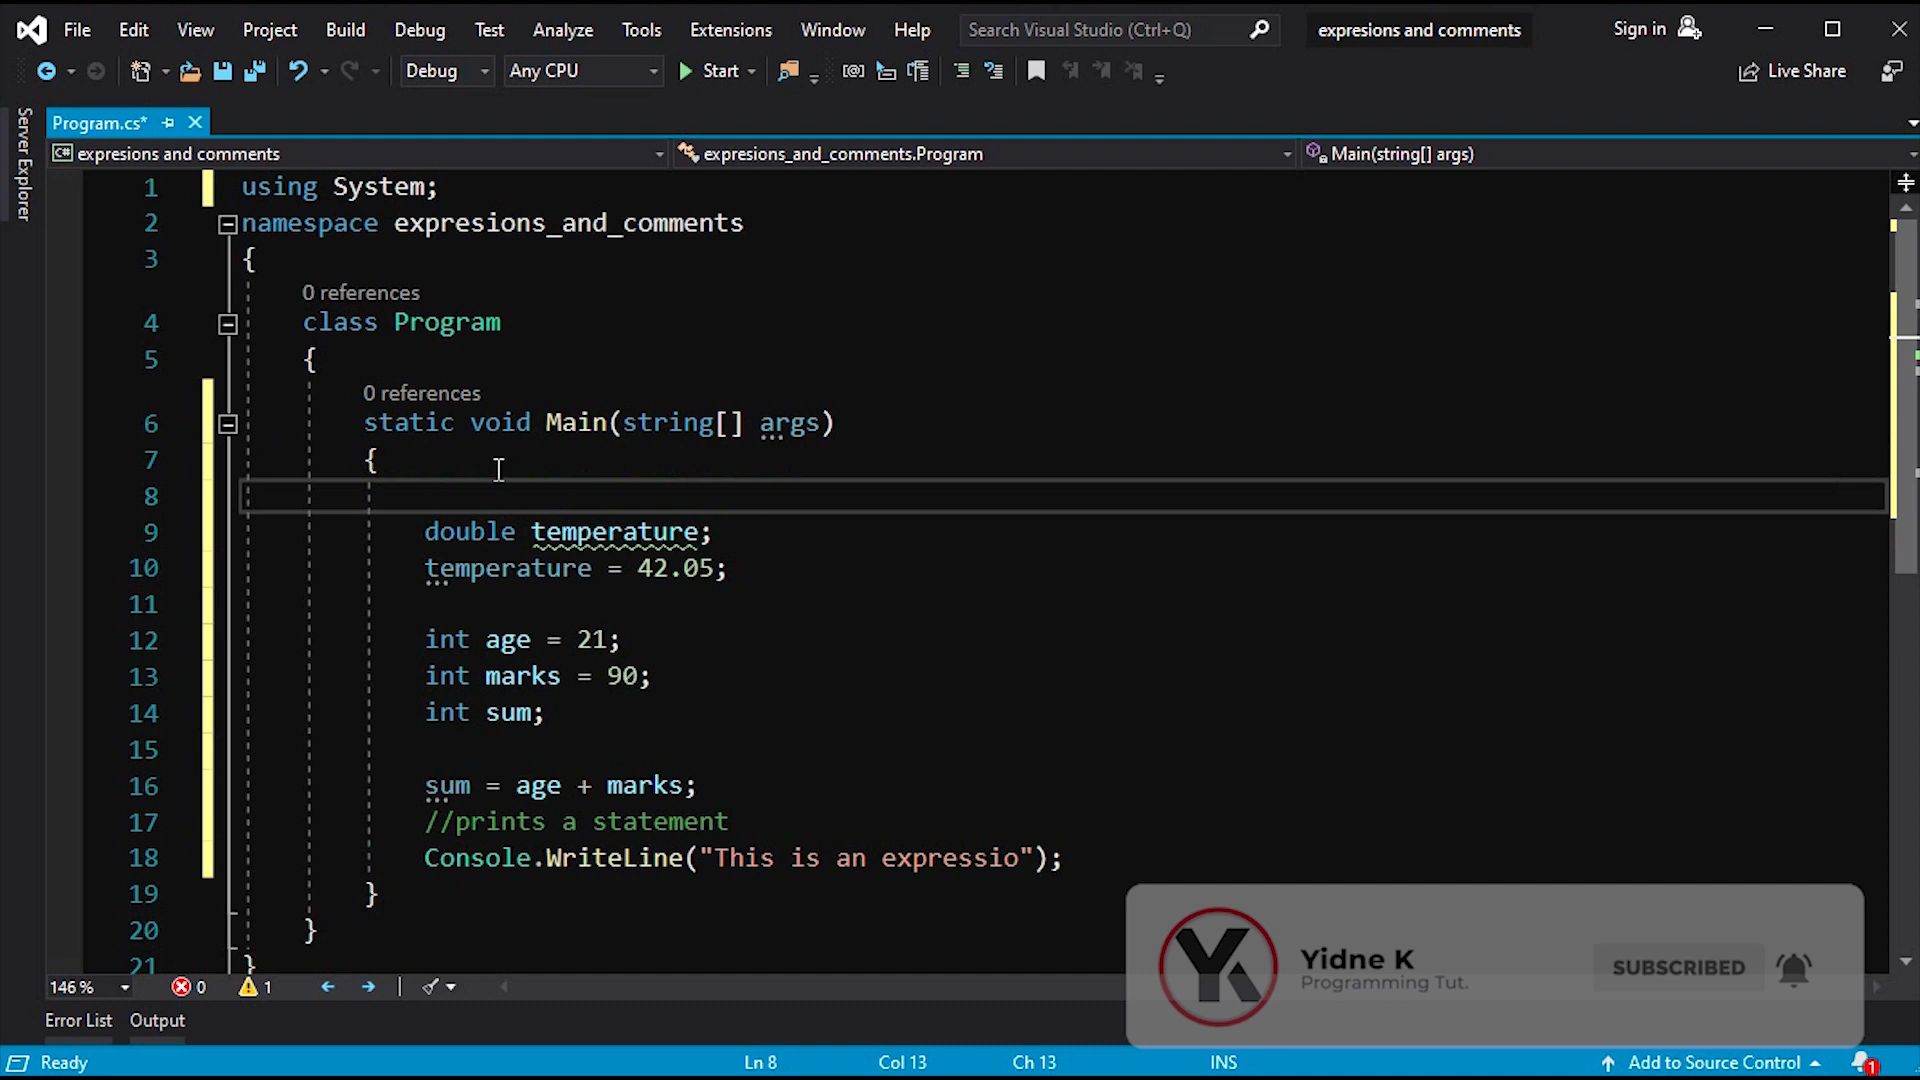 File Edit View Project Build Debug Test Analyze Tools Extensions Window Help Search Visual Studio (Ctrl+Q) expresions and comments Sign in
Debug Any CPU Start Live Share
Server Explorer
Program.cs*
C# expresions and comments expresions_and_comments.Program Main(string[] args)
1 using System;
2 namespace expresions_and_comments
3 {
0 references
4 class Program
5 {
0 references
6 static void Main(string[] args)
7 {
8
9 double temperature;
10 temperature = 42.05;
11
12 int age = 21;
13 int marks = 90;
14 int sum;
15
16 sum = age + marks;
17 //prints a statement
18 Console.WriteLine("This is an expressio");
19 }
20 }
21 }
146 % 0 1
Yidne K
Programming Tut.
SUBSCRIBED
Error List Output
Ready Ln 8 Col 13 Ch 13 INS Add to Source Control 1